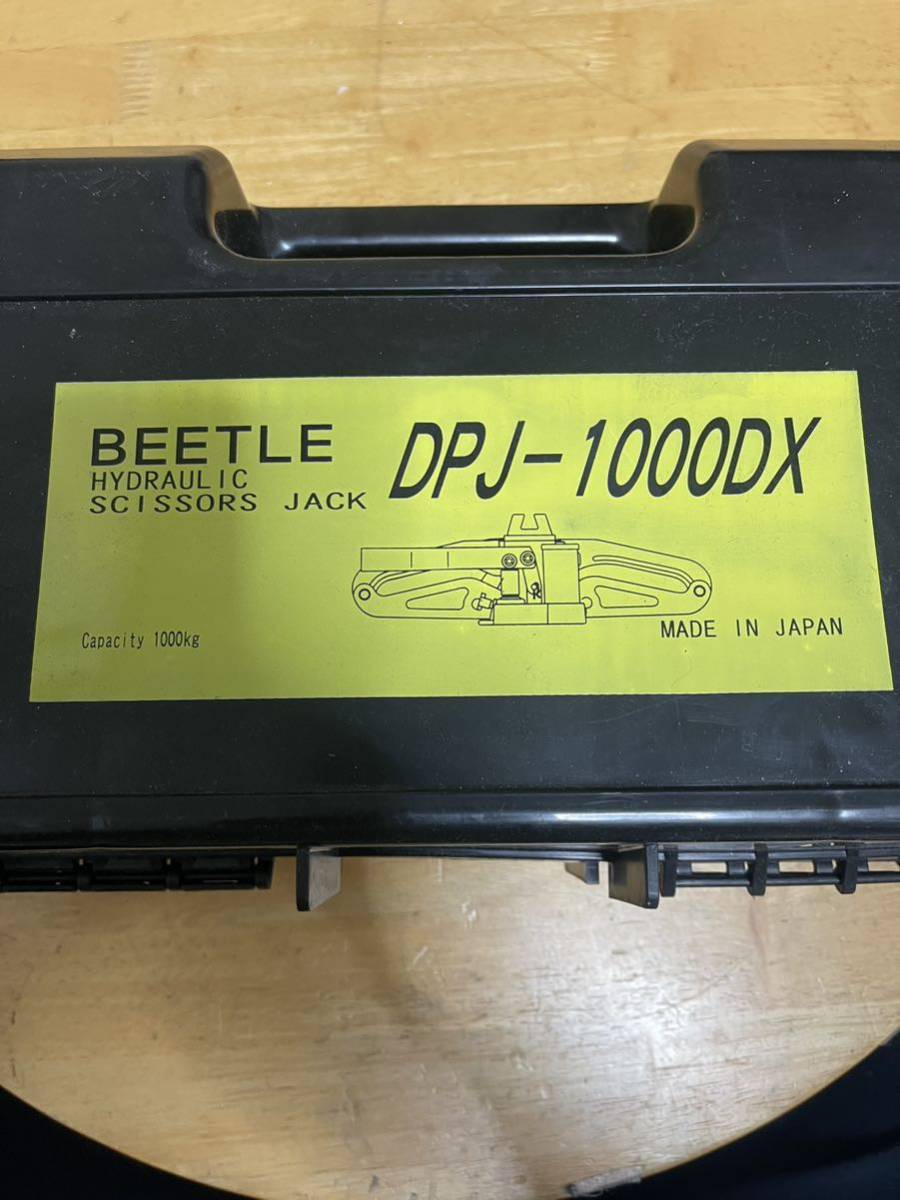 BEETLE
HYDRAULIC
SCISSORS JACK
DPJ-1000DX
Capacity 1000kg
MADE IN JAPAN